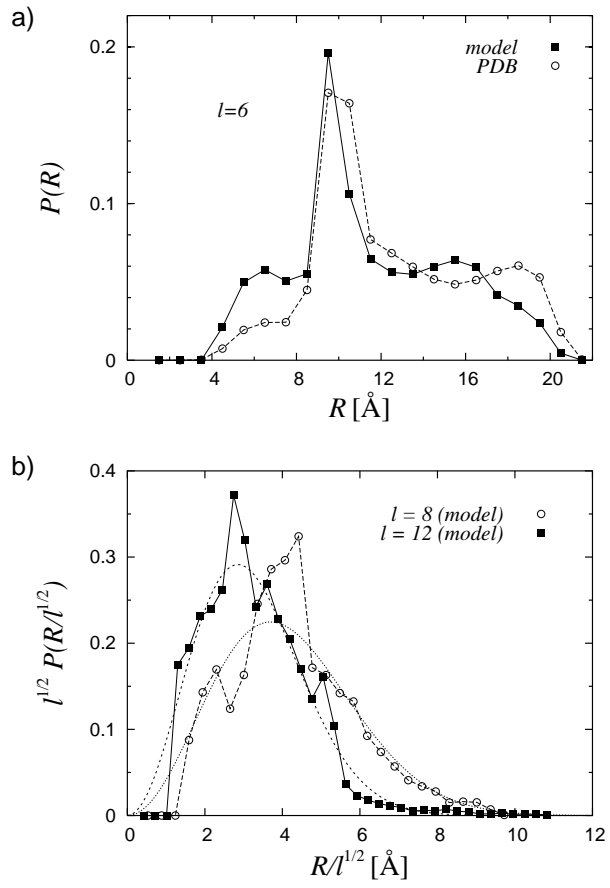 a)
0.2
0.1
0
P(R)
l=6
model
PDB
0 4 8 12 16 20
R [Å]
b)
0.4
0.3
0.2
0.1
0
l^{1/2} P(R/l^{1/2})
l = 8 (model)
l = 12 (model)
0 2 4 6 8 10 12
R/l^{1/2} [Å]